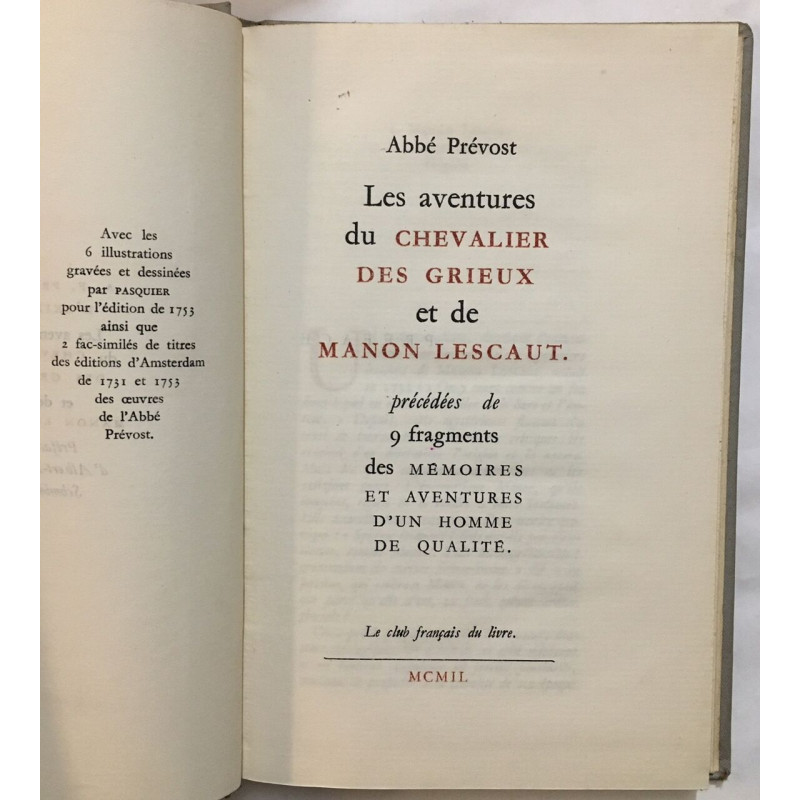 Avec les
6 illustrations
gravées et dessinées
par PASQUIER
pour l'édition de 1753
ainsi que
2 fac-similés de titres
des éditions d'Amsterdam
de 1731 et 1753
des œuvres
de l'Abbé
Prévost.
Abbé Prévost
Les aventures
du CHEVALIER
DES GRIEUX
et de
MANON LESCAUT.
précédées de
9 fragments
des MÉMOIRES
ET AVENTURES
D'UN HOMME
DE QUALITÉ.
Le club français du livre.
MCMIL